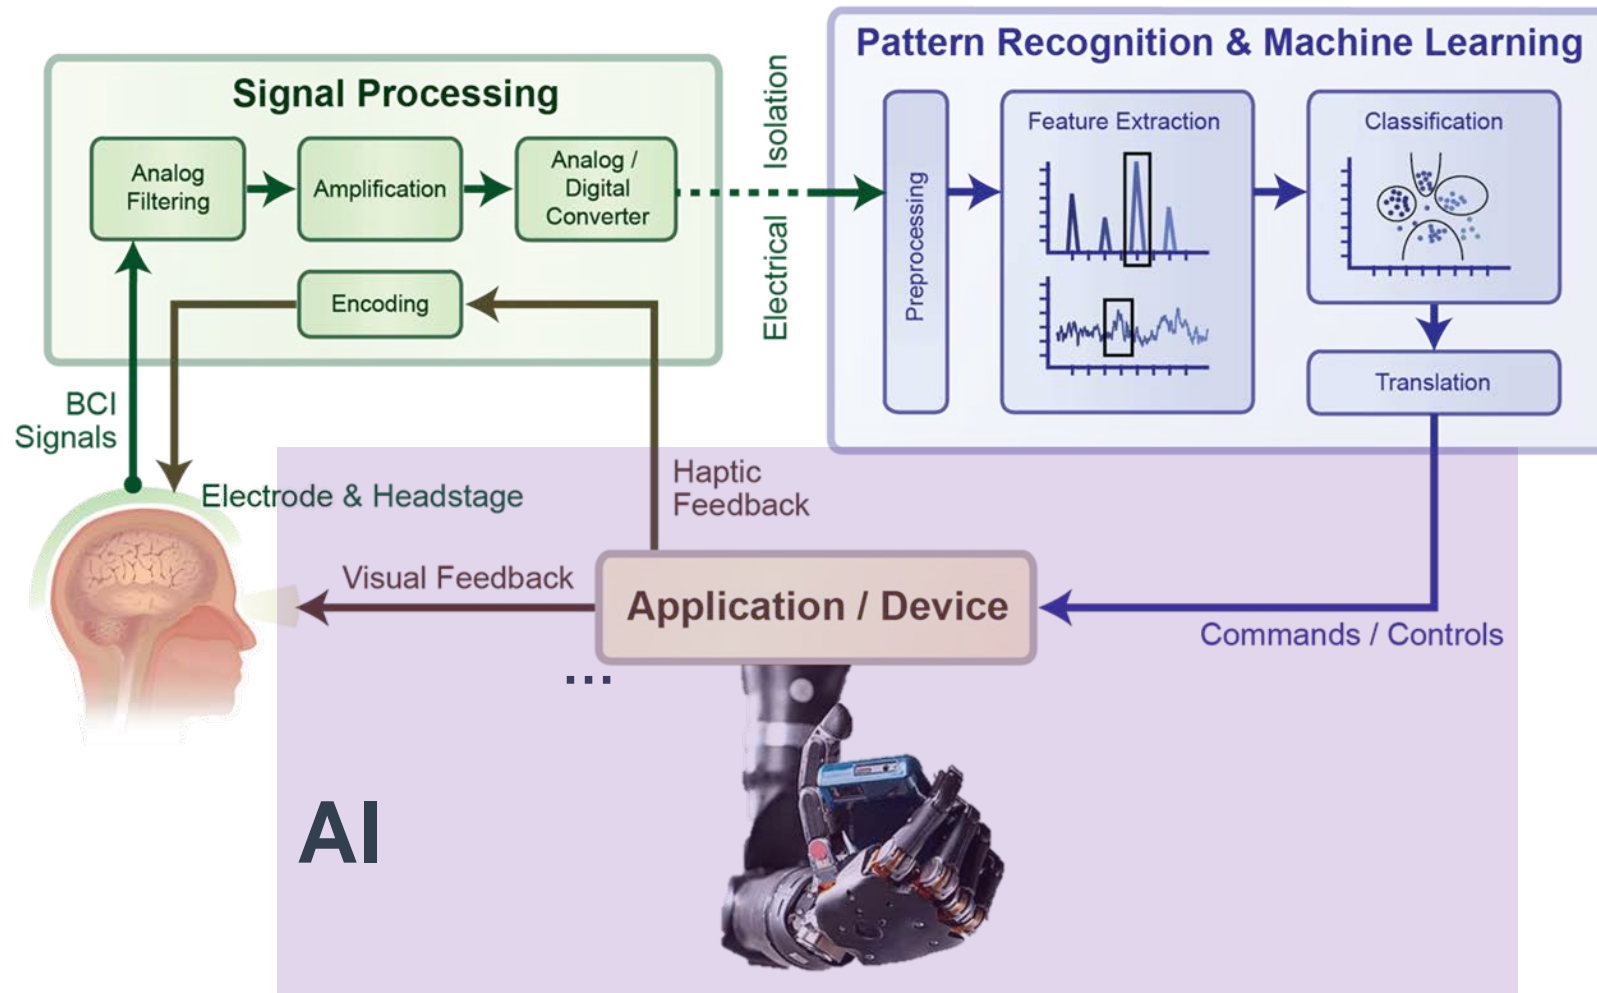 Signal Processing
Analog
Filtering
Amplification
Analog /
Digital
Converter
Encoding
Electrical Isolation
Pattern Recognition & Machine Learning
Preprocessing
Feature Extraction
Classification
Translation
BCI
Signals
Electrode & Headstage
Haptic
Feedback
Visual Feedback
Application / Device
Commands / Controls
...
AI